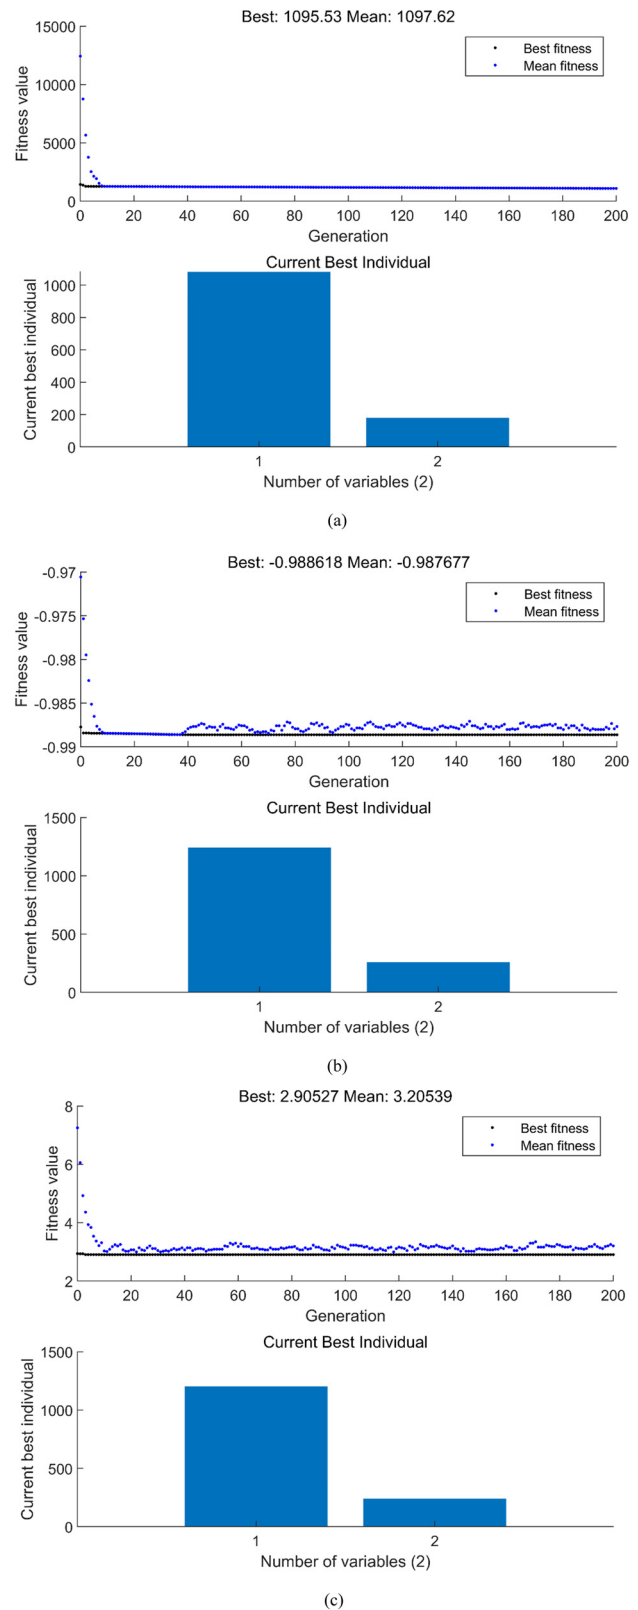 Best: 1095.53 Mean: 1097.62
15000
10000
5000
0
Fitness value
Best fitness
Mean fitness
0 20 40 60 80 100 120 140 160 180 200
Generation
Current Best Individual
1000
800
600
400
200
0
Current best individual
1 2
Number of variables (2)
(a)
Best: -0.988618 Mean: -0.987677
-0.97
-0.975
-0.98
-0.985
-0.99
Fitness value
Best fitness
Mean fitness
0 20 40 60 80 100 120 140 160 180 200
Generation
Current Best Individual
1500
1000
500
0
Current best individual
1 2
Number of variables (2)
(b)
Best: 2.90527 Mean: 3.20539
8
6
4
2
Fitness value
Best fitness
Mean fitness
0 20 40 60 80 100 120 140 160 180 200
Generation
Current Best Individual
1500
1000
500
0
Current best individual
1 2
Number of variables (2)
(c)